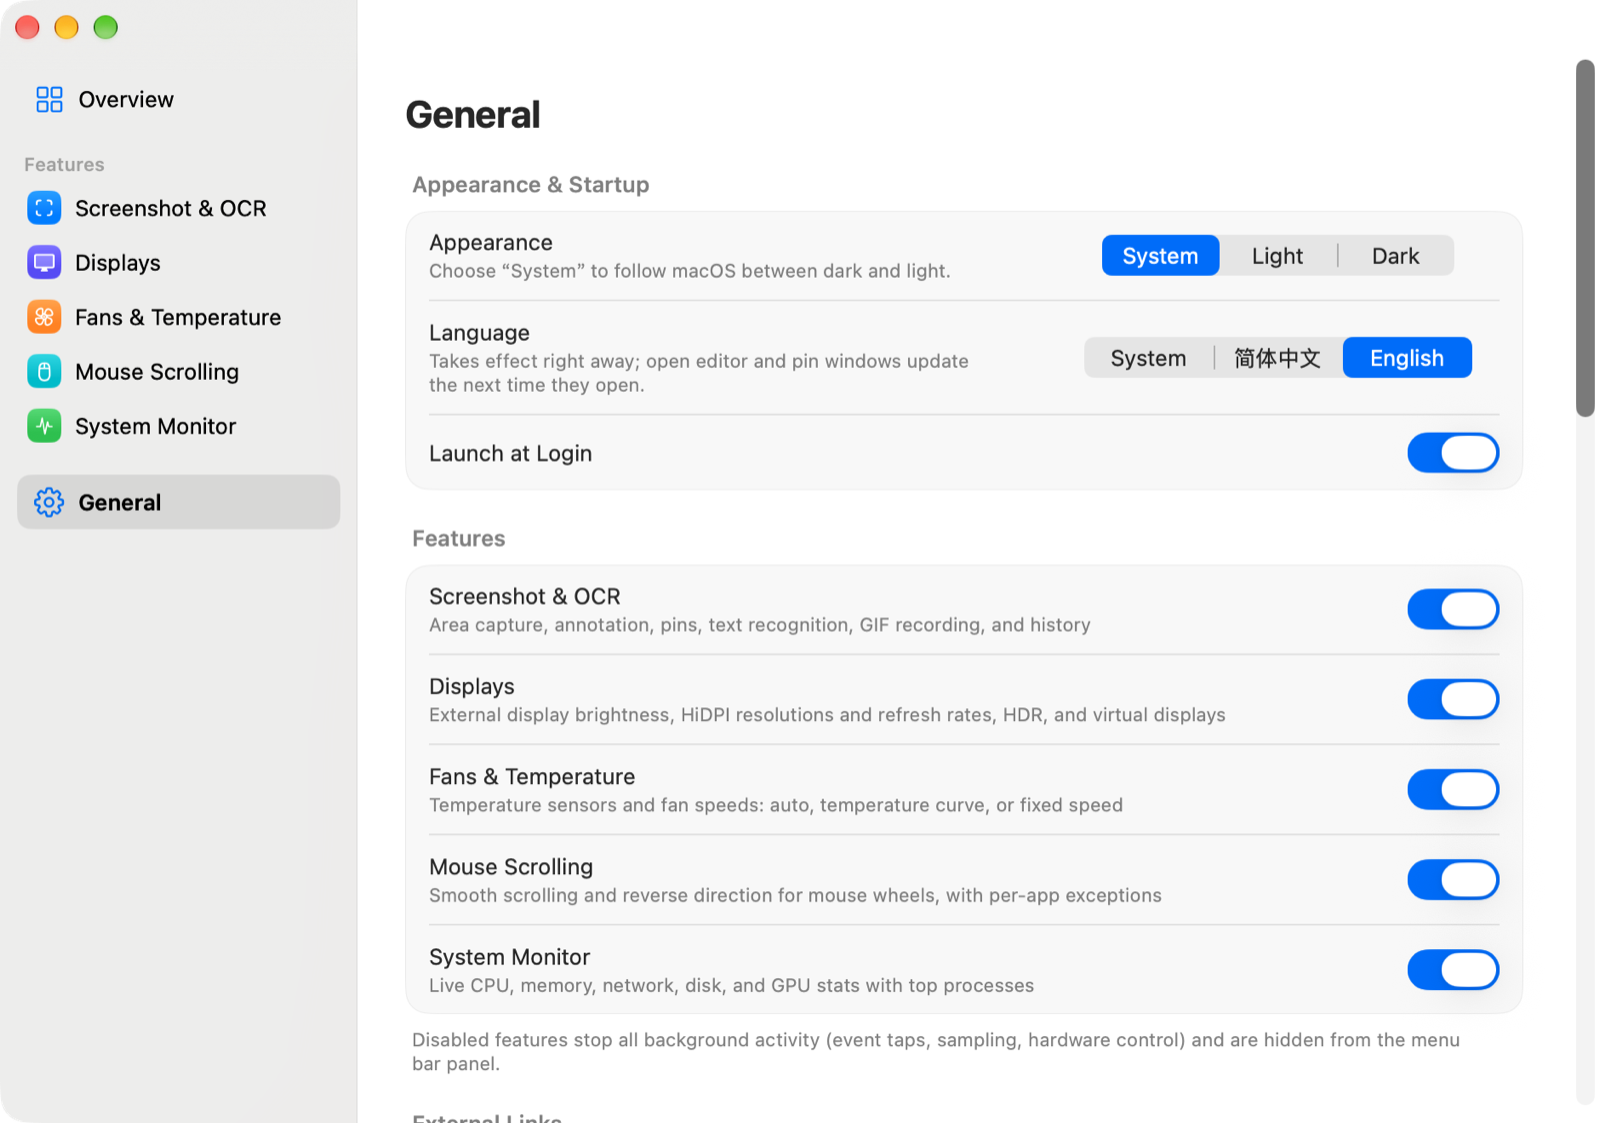 Overview
Features
Screenshot & OCR
Displays
Fans & Temperature
Mouse Scrolling
System Monitor
General
General
Appearance & Startup
Appearance
Choose “System” to follow macOS between dark and light.
System Light Dark
Language
Takes effect right away; open editor and pin windows update
the next time they open.
System 简体中文 English
Launch at Login
Features
Screenshot & OCR
Area capture, annotation, pins, text recognition, GIF recording, and history
Displays
External display brightness, HiDPI resolutions and refresh rates, HDR, and virtual displays
Fans & Temperature
Temperature sensors and fan speeds: auto, temperature curve, or fixed speed
Mouse Scrolling
Smooth scrolling and reverse direction for mouse wheels, with per-app exceptions
System Monitor
Live CPU, memory, network, disk, and GPU stats with top processes
Disabled features stop all background activity (event taps, sampling, hardware control) and are hidden from the menu
bar panel.
External Links